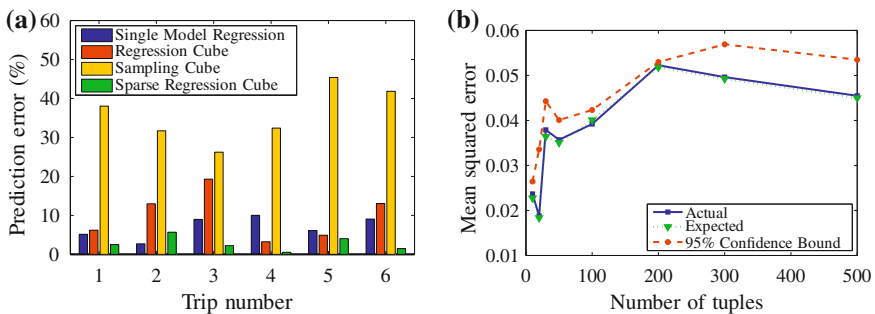 (a)
60
50
40
30
20
10
0
Prediction error (%)
Single Model Regression
Regression Cube
Sampling Cube
Sparse Regression Cube
1 2 3 4 5 6
Trip number
(b)
0.06
0.05
0.04
0.03
0.02
0.01
Mean squared error
Actual
Expected
95% Confidence Bound
0 100 200 300 400 500
Number of tuples